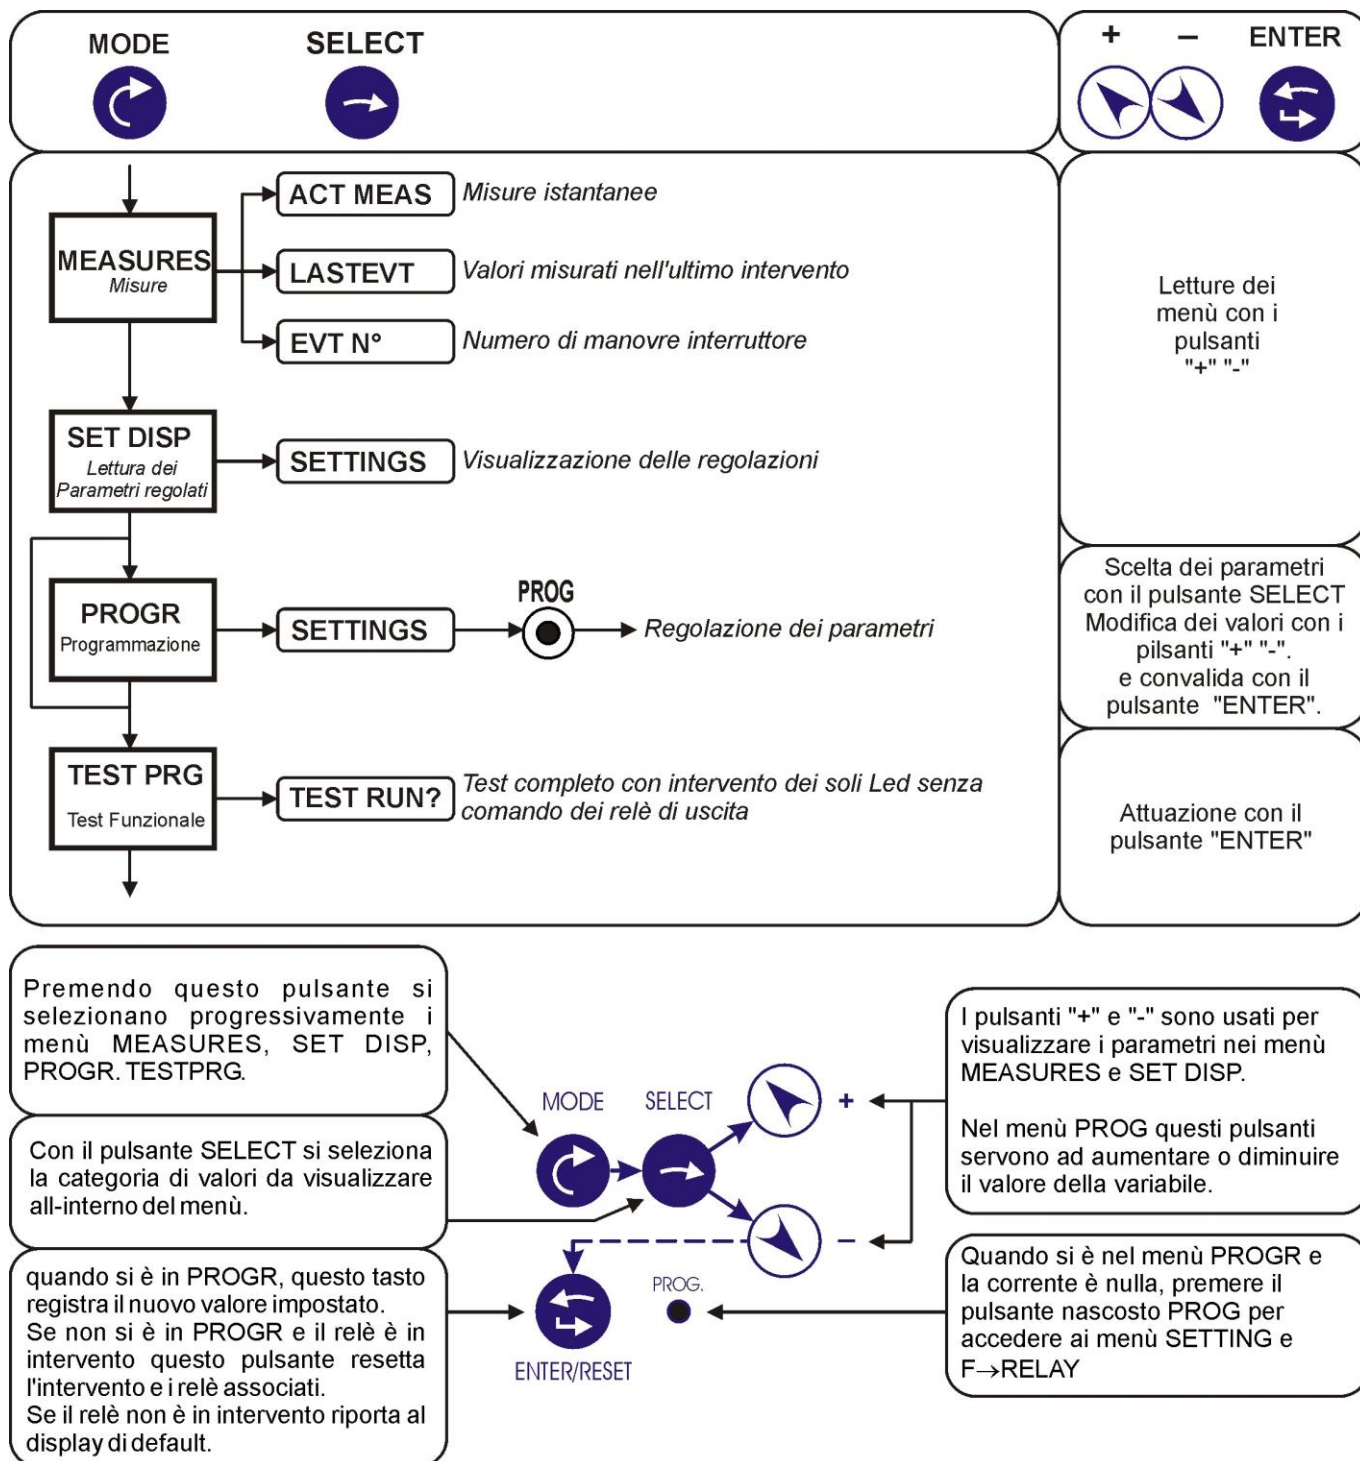 MODE
SELECT
+ – ENTER
MEASURES
Misure
ACT MEAS
Misure istantanee
LASTEVT
Valori misurati nell'ultimo intervento
EVT N°
Numero di manovre interruttore
Letture dei
menù con i
pulsanti
"+" "-"
SET DISP
Lettura dei
Parametri regolati
SETTINGS
Visualizzazione delle regolazioni
PROGR
Programmazione
SETTINGS
PROG
Regolazione dei parametri
Scelta dei parametri
con il pulsante SELECT
Modifica dei valori con i
pilsanti "+" "-".
e convalida con il
pulsante "ENTER".
TEST PRG
Test Funzionale
TEST RUN?
Test completo con intervento dei soli Led senza
comando dei relè di uscita
Attuazione con il
pulsante "ENTER"
Premendo questo pulsante si
selezionano progressivamente i
menù MEASURES, SET DISP,
PROGR. TESTPRG.
Con il pulsante SELECT si seleziona
la categoria di valori da visualizzare
all-interno del menù.
quando si è in PROGR, questo tasto
registra il nuovo valore impostato.
Se non si è in PROGR e il relè è in
intervento questo pulsante resetta
l'intervento e i relè associati.
Se il relè non è in intervento riporta al
display di default.
MODE
SELECT
+
–
PROG.
ENTER/RESET
I pulsanti "+" e "-" sono usati per
visualizzare i parametri nei menù
MEASURES e SET DISP.
Nel menù PROG questi pulsanti
servono ad aumentare o diminuire
il valore della variabile.
Quando si è nel menù PROGR e
la corrente è nulla, premere il
pulsante nascosto PROG per
accedere ai menù SETTING e
F→RELAY